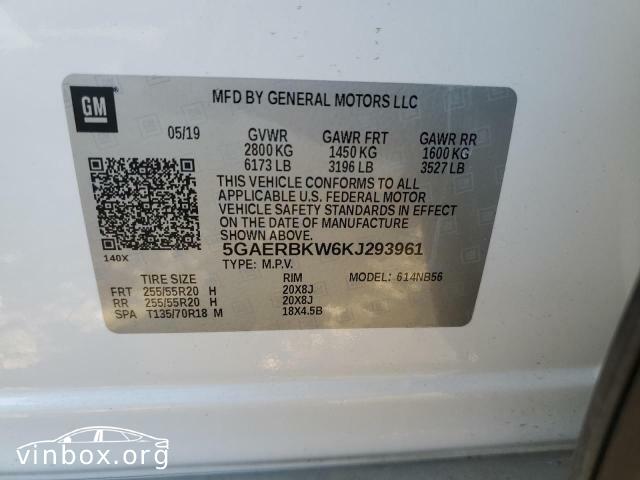 GM
MFD BY GENERAL MOTORS LLC
05/19 GVWR GAWR FRT GAWR RR
2800 KG 1450 KG 1600 KG
6173 LB 3196 LB 3527 LB
THIS VEHICLE CONFORMS TO ALL
APPLICABLE U.S. FEDERAL MOTOR
VEHICLE SAFETY STANDARDS IN EFFECT
ON THE DATE OF MANUFACTURE
SHOWN ABOVE.
140X 5GAERBKW6KJ293961
TYPE: M.P.V.
TIRE SIZE RIM MODEL: 614NB56
FRT 255/55R20 H 20X8J
RR 255/55R20 H 20X8J
SPA T135/70R18 M 18X4.5B
vinbox.org